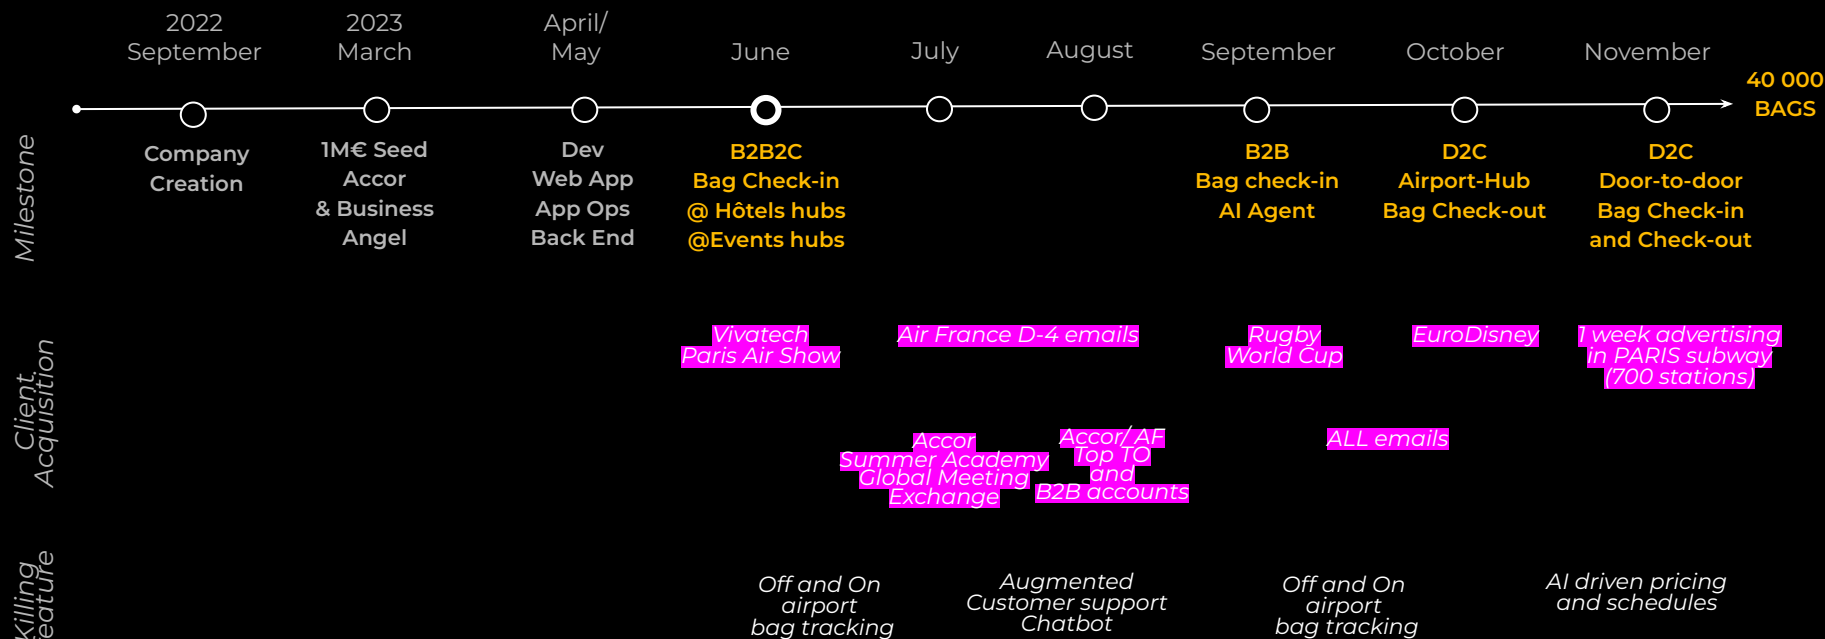 2022
September
2023
March
April/
May
June
July
August
September
October
November
40 000
BAGS
Milestone
Company
Creation
1M€ Seed
Accor
& Business
Angel
Dev
Web App
App Ops
Back End
B2B2C
Bag Check-in
@ Hôtels hubs
@Events hubs
B2B
Bag check-in
AI Agent
D2C
Airport-Hub
Bag Check-out
D2C
Door-to-door
Bag Check-in
and Check-out
Client
Acquisition
Vivatech
Paris Air Show
Air France D-4 emails
Rugby
World Cup
EuroDisney
1 week advertising
in PARIS subway
(700 stations)
Accor
Summer Academy
Global Meeting
Exchange
Accor/ AF
Top TO
and
B2B accounts
ALL emails
Killing
eature
Off and On
airport
bag tracking
Augmented
Customer support
Chatbot
Off and On
airport
bag tracking
AI driven pricing
and schedules